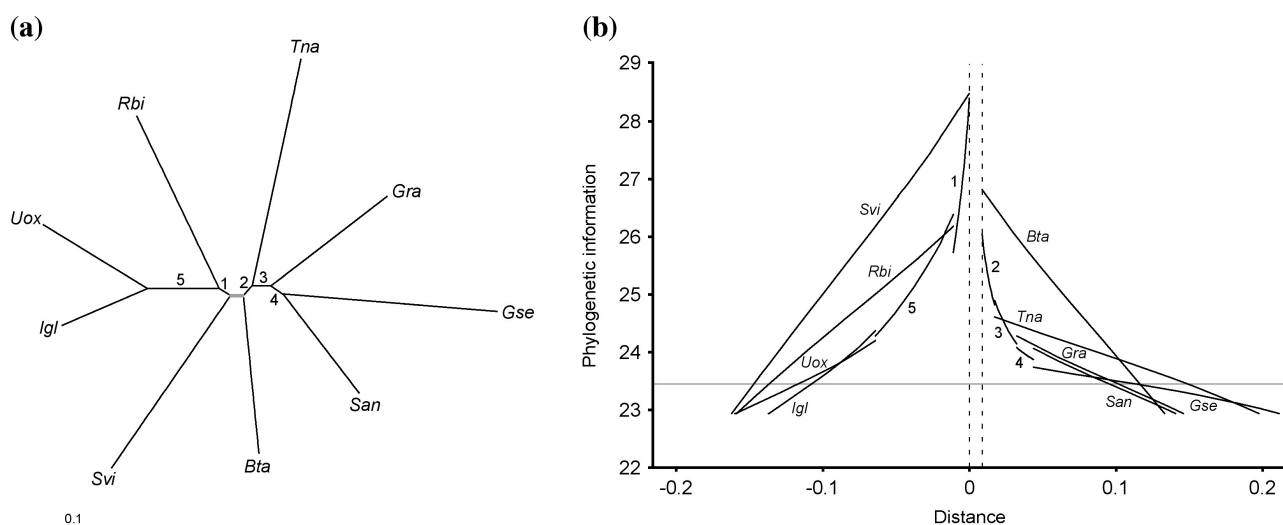 (a)
Tna
Rbi
Gra
Uox
5
1
2
3
4
Igl
Gse
San
Svi
Bta
0.1
(b)
29
28
27
26
25
24
23
22
Phylogenetic information
Svi
1
Rbi
5
Uox
Igl
Bta
2
Tna
3
Gra
4
San
Gse
-0.2
-0.1
0
0.1
0.2
Distance